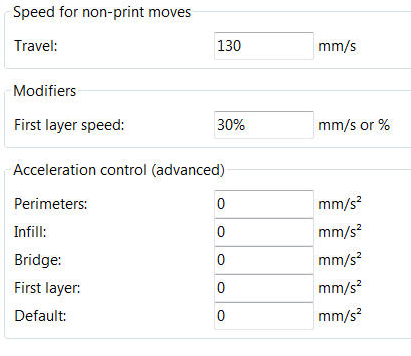 Speed for non-print moves
Travel: 130 mm/s
Modifiers
First layer speed: 30% mm/s or %
Acceleration control (advanced)
Perimeters: 0 mm/s²
Infill: 0 mm/s²
Bridge: 0 mm/s²
First layer: 0 mm/s²
Default: 0 mm/s²